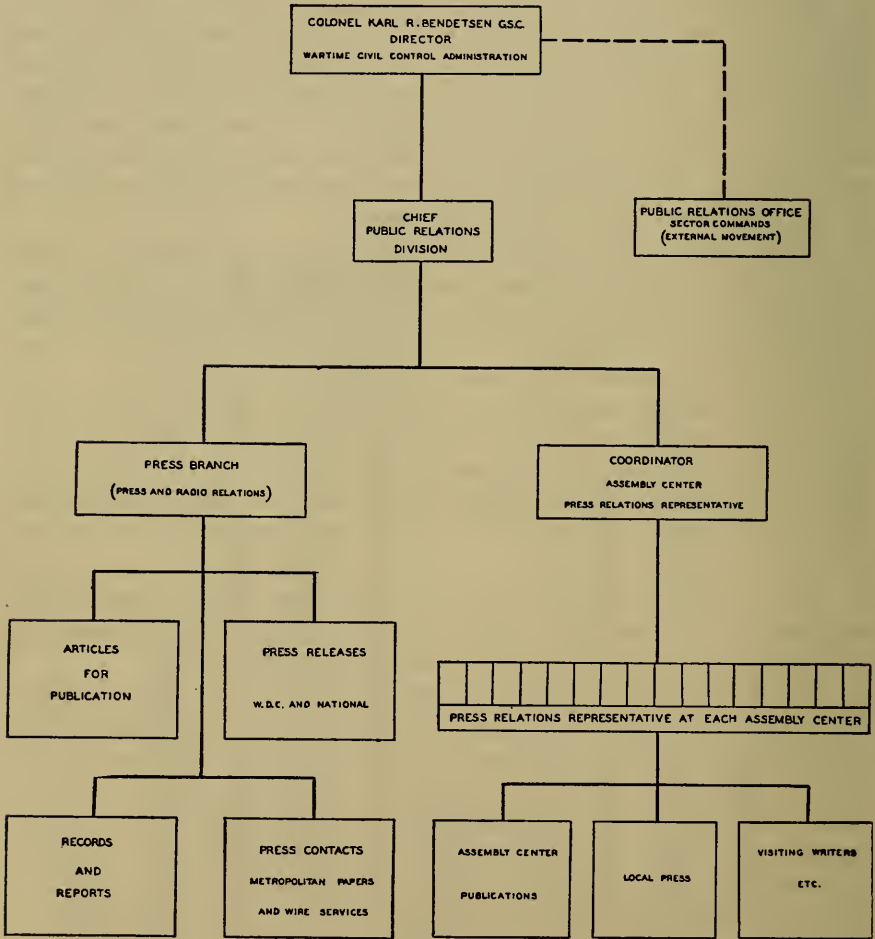 COLONEL KARL R. BENDETSEN G.S.C.
DIRECTOR
WARTIME CIVIL CONTROL ADMINISTRATION
CHIEF
PUBLIC RELATIONS
DIVISION
PUBLIC RELATIONS OFFICE
SECTOR COMMANDS
(EXTERNAL MOVEMENT)
PRESS BRANCH
(PRESS AND RADIO RELATIONS)
COORDINATOR
ASSEMBLY CENTER
PRESS RELATIONS REPRESENTATIVE
ARTICLES
FOR
PUBLICATION
PRESS RELEASES
W.D.C. AND NATIONAL
PRESS RELATIONS REPRESENTATIVE AT EACH ASSEMBLY CENTER
RECORDS
AND
REPORTS
PRESS CONTACTS
METROPOLITAN PAPERS
AND WIRE SERVICES
ASSEMBLY CENTER
PUBLICATIONS
LOCAL PRESS
VISITING WRITERS
ETC.